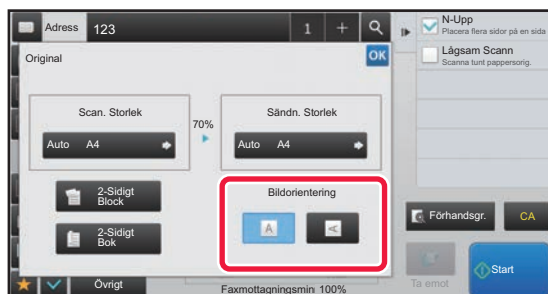 Adress 123 1 +
Original OK
Scan. Storlek
Auto A4
70%
Sändn. Storlek
Auto A4
2-Sidigt
Block
2-Sidigt
Bok
Bildorientering
A A
Övrigt
Faxmottagningsmin 100%
N-Upp
Placera flera sidor på en sida
Lågsam Scann
Scanna tunt pappersorig.
Förhandsgr. CA
Ta emot
Start